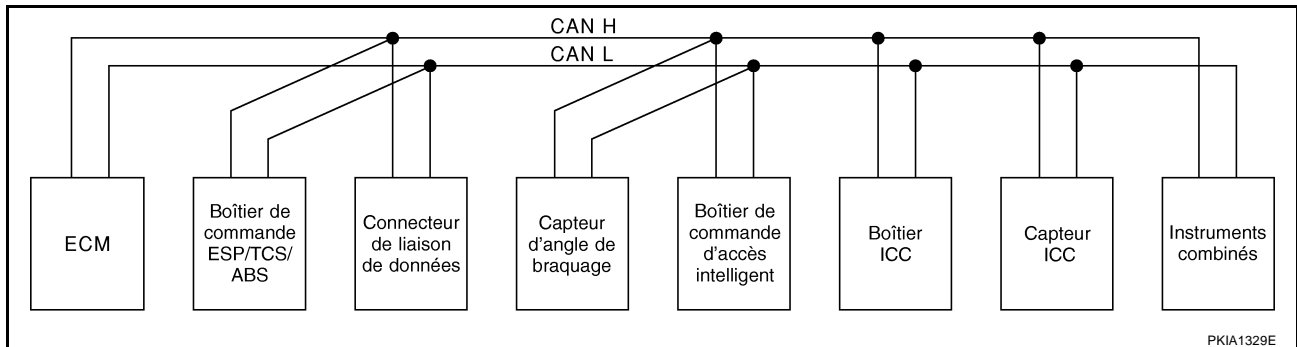 CAN H
CAN L
ECM
Boîtier de
commande
ESP/TCS/
ABS
Connecteur
de liaison
de données
Capteur
d'angle de
braquage
Boîtier de
commande
d'accès
intelligent
Boîtier
ICC
Capteur
ICC
Instruments
combinés
PKIA1329E